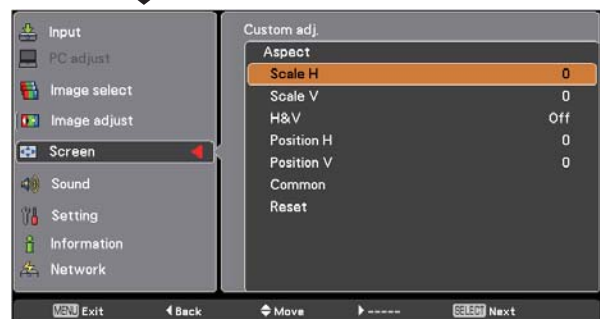 Input
PC adjust
Image select
Image adjust
Screen
Sound
Setting
Information
Network
Custom adj.
Aspect
Scale H 0
Scale V 0
H&V Off
Position H 0
Position V 0
Common
Reset
MENU Exit Back Move ----- SELECT Next